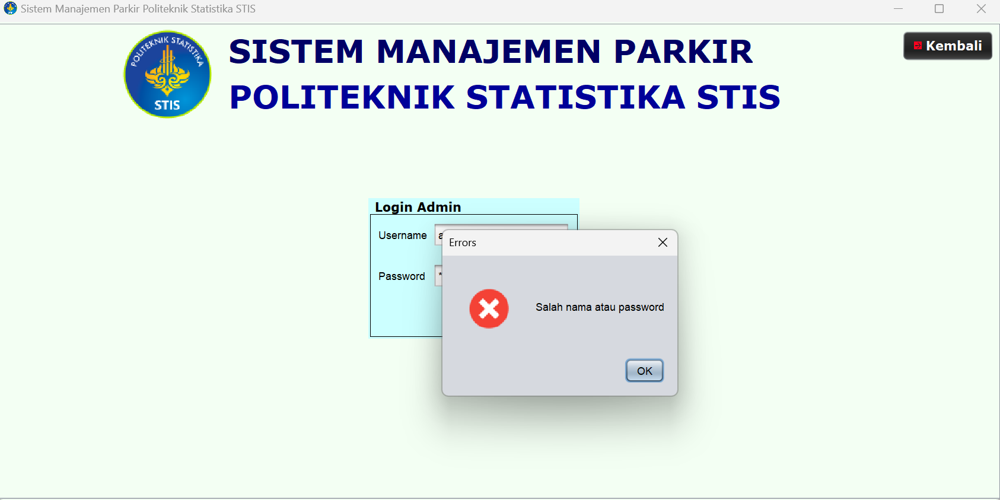 Sistem Manajemen Parkir Politeknik Statistika STIS
POLITEKNIK STATISTIKA
STIS
SISTEM MANAJEMEN PARKIR
POLITEKNIK STATISTIKA STIS
Kembali
Login Admin
Username
a
Password
*
Errors
Salah nama atau password
OK